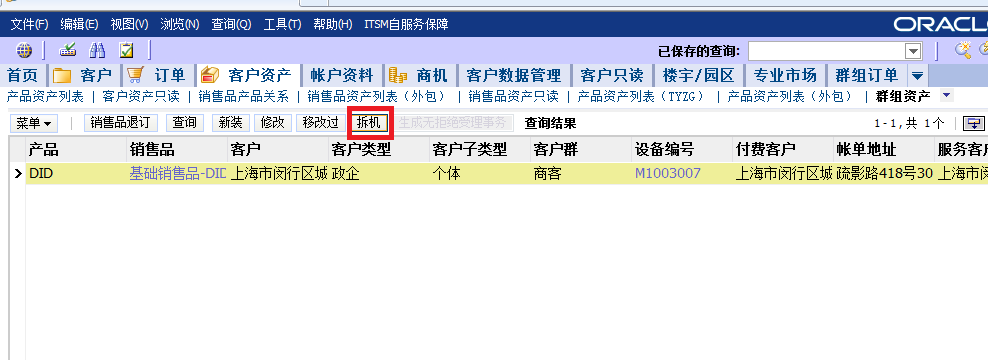 文件(F) 编辑(E) 视图(V) 浏览(N) 查询(Q) 工具(T) 帮助(H) ITSM自服务保障
ORACL
已保存的查询:
首页 客户 订单 客户资产 帐户资料 商机 客户数据管理 客户只读 楼宇/园区 专业市场 群组订单
产品资产列表 | 客户资产只读 | 销售品产品关系 | 销售品资产列表（外包） | 销售品资产只读 | 产品资产列表（TYZG） | 产品资产列表（外包） | 群组资产
菜单 销售品退订 查询 新装 修改 移改过 拆机 生成无拒绝受理事务 查询结果 1-1,共 1个
产品 销售品 客户 客户类型 客户子类型 客户群 设备编号 付费客户 帐单地址 服务客户
DID 基础销售品-DID 上海市闵行区城 政企 个体 商客 M1003007 上海市闵行区城 疏影路418号30 上海市闵